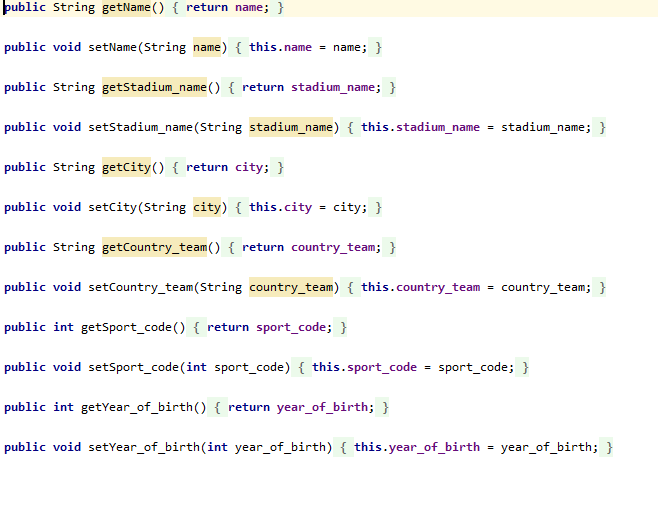 public String getName() { return name; }
public void setName(String name) { this.name = name; }
public String getStadium_name() { return stadium_name; }
public void setStadium_name(String stadium_name) { this.stadium_name = stadium_name; }
public String getCity() { return city; }
public void setCity(String city) { this.city = city; }
public String getCountry_team() { return country_team; }
public void setCountry_team(String country_team) { this.country_team = country_team; }
public int getSport_code() { return sport_code; }
public void setSport_code(int sport_code) { this.sport_code = sport_code; }
public int getYear_of_birth() { return year_of_birth; }
public void setYear_of_birth(int year_of_birth) { this.year_of_birth = year_of_birth; }